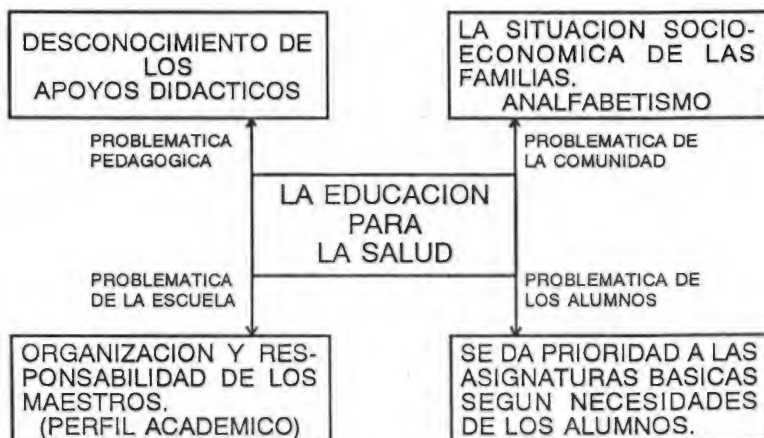 DESCONOCIMIENTO DE
LOS
APOYOS DIDACTICOS
LA SITUACION SOCIO-
ECONOMICA DE LAS
FAMILIAS.
ANALFABETISMO
PROBLEMATICA
PEDAGOGICA
PROBLEMATICA DE
LA COMUNIDAD
LA EDUCACION
PARA
LA SALUD
PROBLEMATICA
DE LA ESCUELA
PROBLEMATICA DE
LOS ALUMNOS
ORGANIZACION Y RES-
PONSABILIDAD DE LOS
MAESTROS.
(PERFIL ACADEMICO)
SE DA PRIORIDAD A LAS
ASIGNATURAS BASICAS
SEGUN NECESIDADES
DE LOS ALUMNOS.